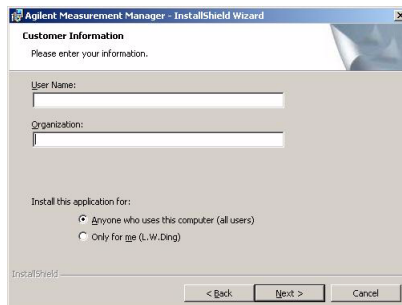 Agilent Measurement Manager - InstallShield Wizard
Customer Information
Please enter your information.
User Name:
Organization:
Install this application for:
Anyone who uses this computer (all users)
Only for me (L.W.Ding)
InstallShield
< Back
Next >
Cancel